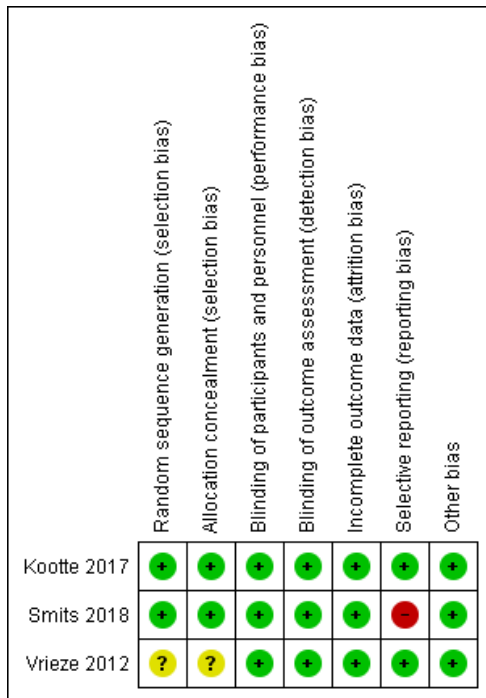 Random sequence generation (selection bias)
Allocation concealment (selection bias)
Blinding of participants and personnel (performance bias)
Blinding of outcome assessment (detection bias)
Incomplete outcome data (attrition bias)
Selective reporting (reporting bias)
Other bias
Kootte 2017 + + + + + + +
Smits 2018 + + + + + - +
Vrieze 2012 ? ? + + + + +